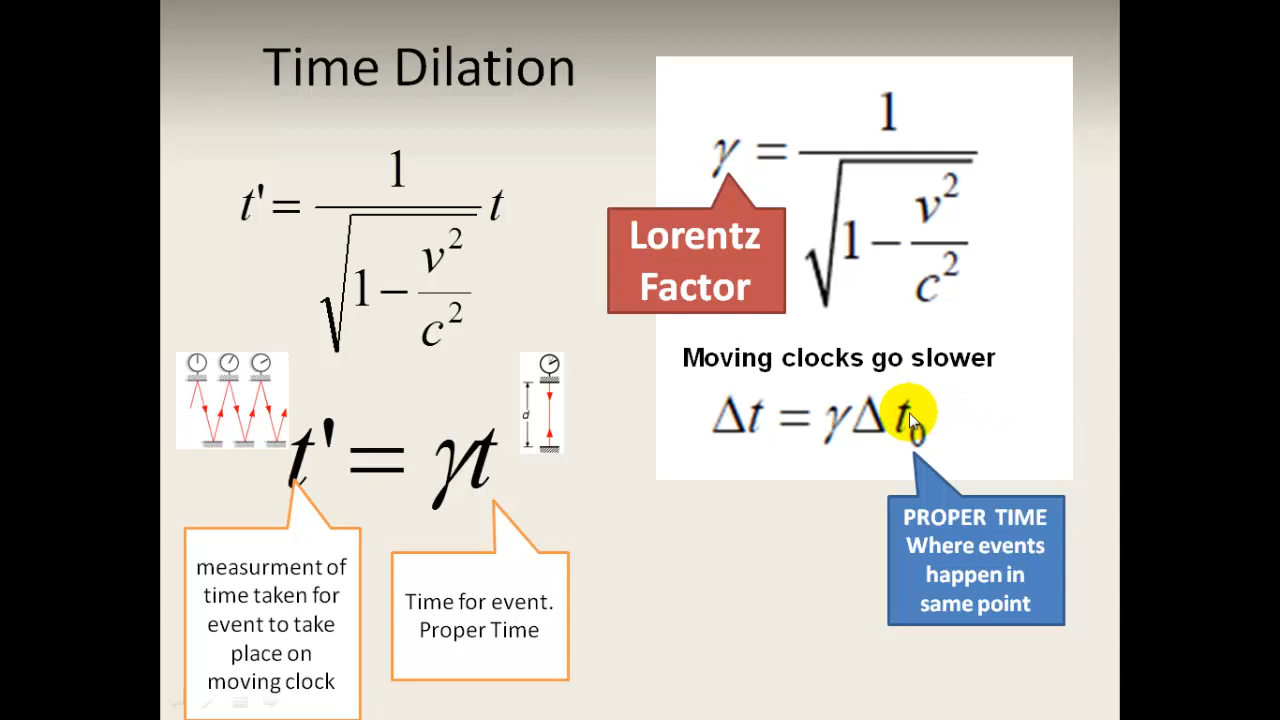 Time Dilation
t' = 1 / √(1 − v² / c²) t
γ = 1 / √(1 − v² / c²)
Lorentz
Factor
Moving clocks go slower
Δt = γΔt₀
d
t' = γt
PROPER TIME
Where events
happen in
same point
measurment of
time taken for
event to take
place on
moving clock
Time for event.
Proper Time